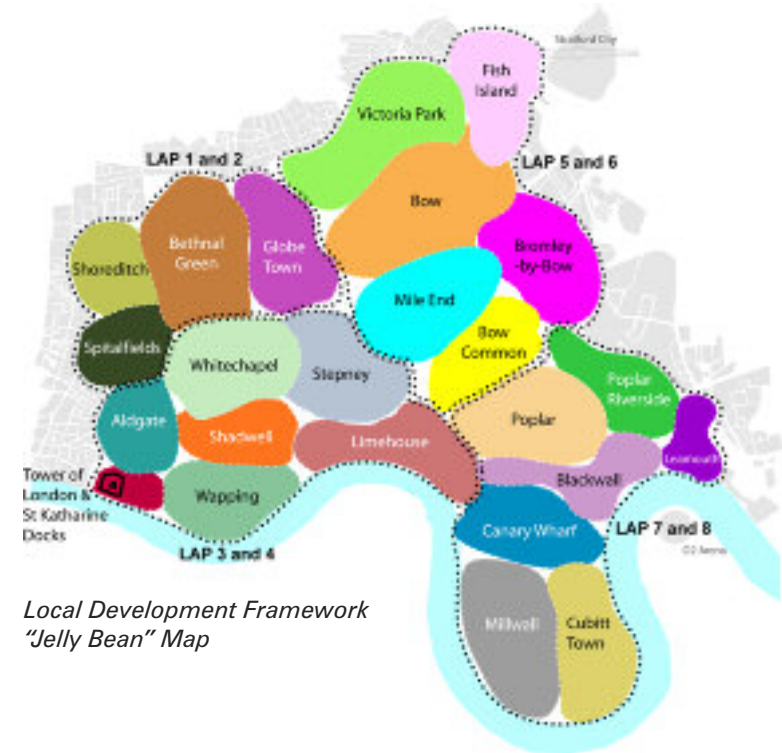 Stratford City
Fish
Island
Victoria Park
LAP 1 and 2
LAP 5 and 6
Bow
Bethnal
Green
Globe
Town
Bromley
-by-Bow
Shoreditch
Mile End
Bow
Common
Spitalfields
Whitechapel
Stepney
Poplar
Riverside
Aldgate
Shadwell
Limehouse
Poplar
Leamouth
Tower of
London &
St Katharine
Docks
Wapping
Blackwall
Canary Wharf
LAP 7 and 8
O2 Arena
LAP 3 and 4
Local Development Framework
“Jelly Bean” Map
Millwall
Cubitt
Town